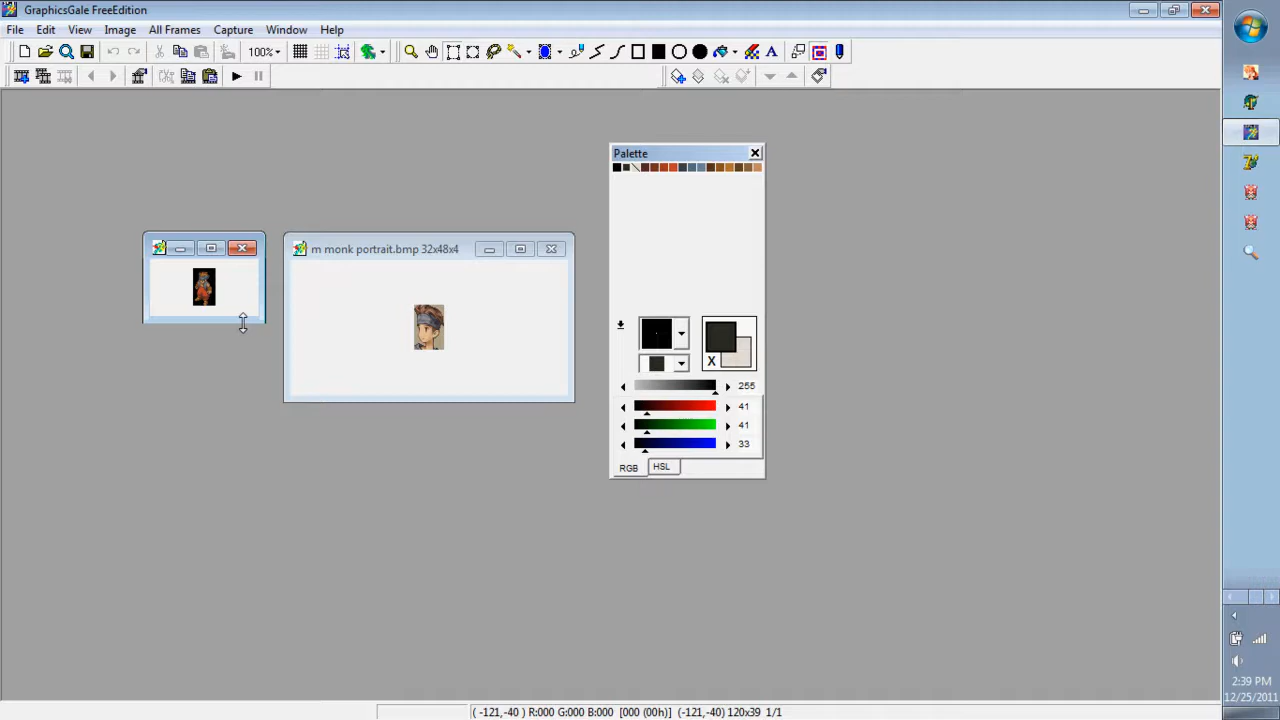 GraphicsGale FreeEdition
File Edit View Image All Frames Capture Window Help
100%
A
Palette
m monk portrait.bmp 32x48x4
X
255
41
41
33
RGB HSL
2:39 PM
12/25/2011
( -121,-40 ) R:000 G:000 B:000 [000 (00h)] (-121,-40) 120x39 1/1